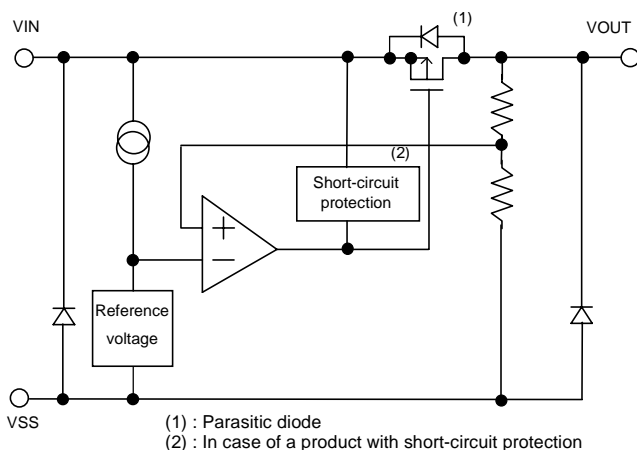 VIN
(1)
VOUT
(2)
Short-circuit
protection
+
−
Reference
voltage
VSS
(1) : Parasitic diode
(2) : In case of a product with short-circuit protection